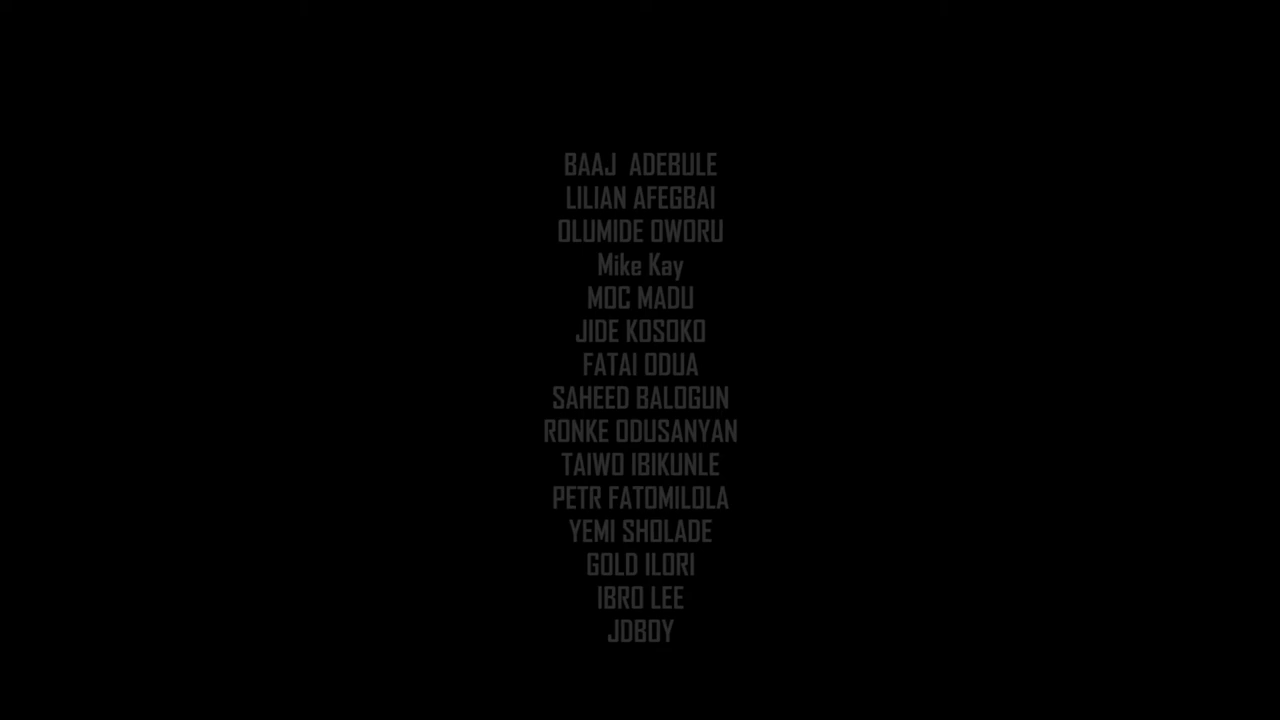 BAAJ  ADEBULE
LILIAN AFEGBAI
OLUMIDE OWORU
Mike Kay
MOC MADU
JIDE KOSOKO
FATAI ODUA
SAHEED BALOGUN
RONKE ODUSANYAN
TAIWO IBIKUNLE
PETR FATOMILOLA
YEMI SHOLADE
GOLD ILORI
IBRO LEE
JDBOY